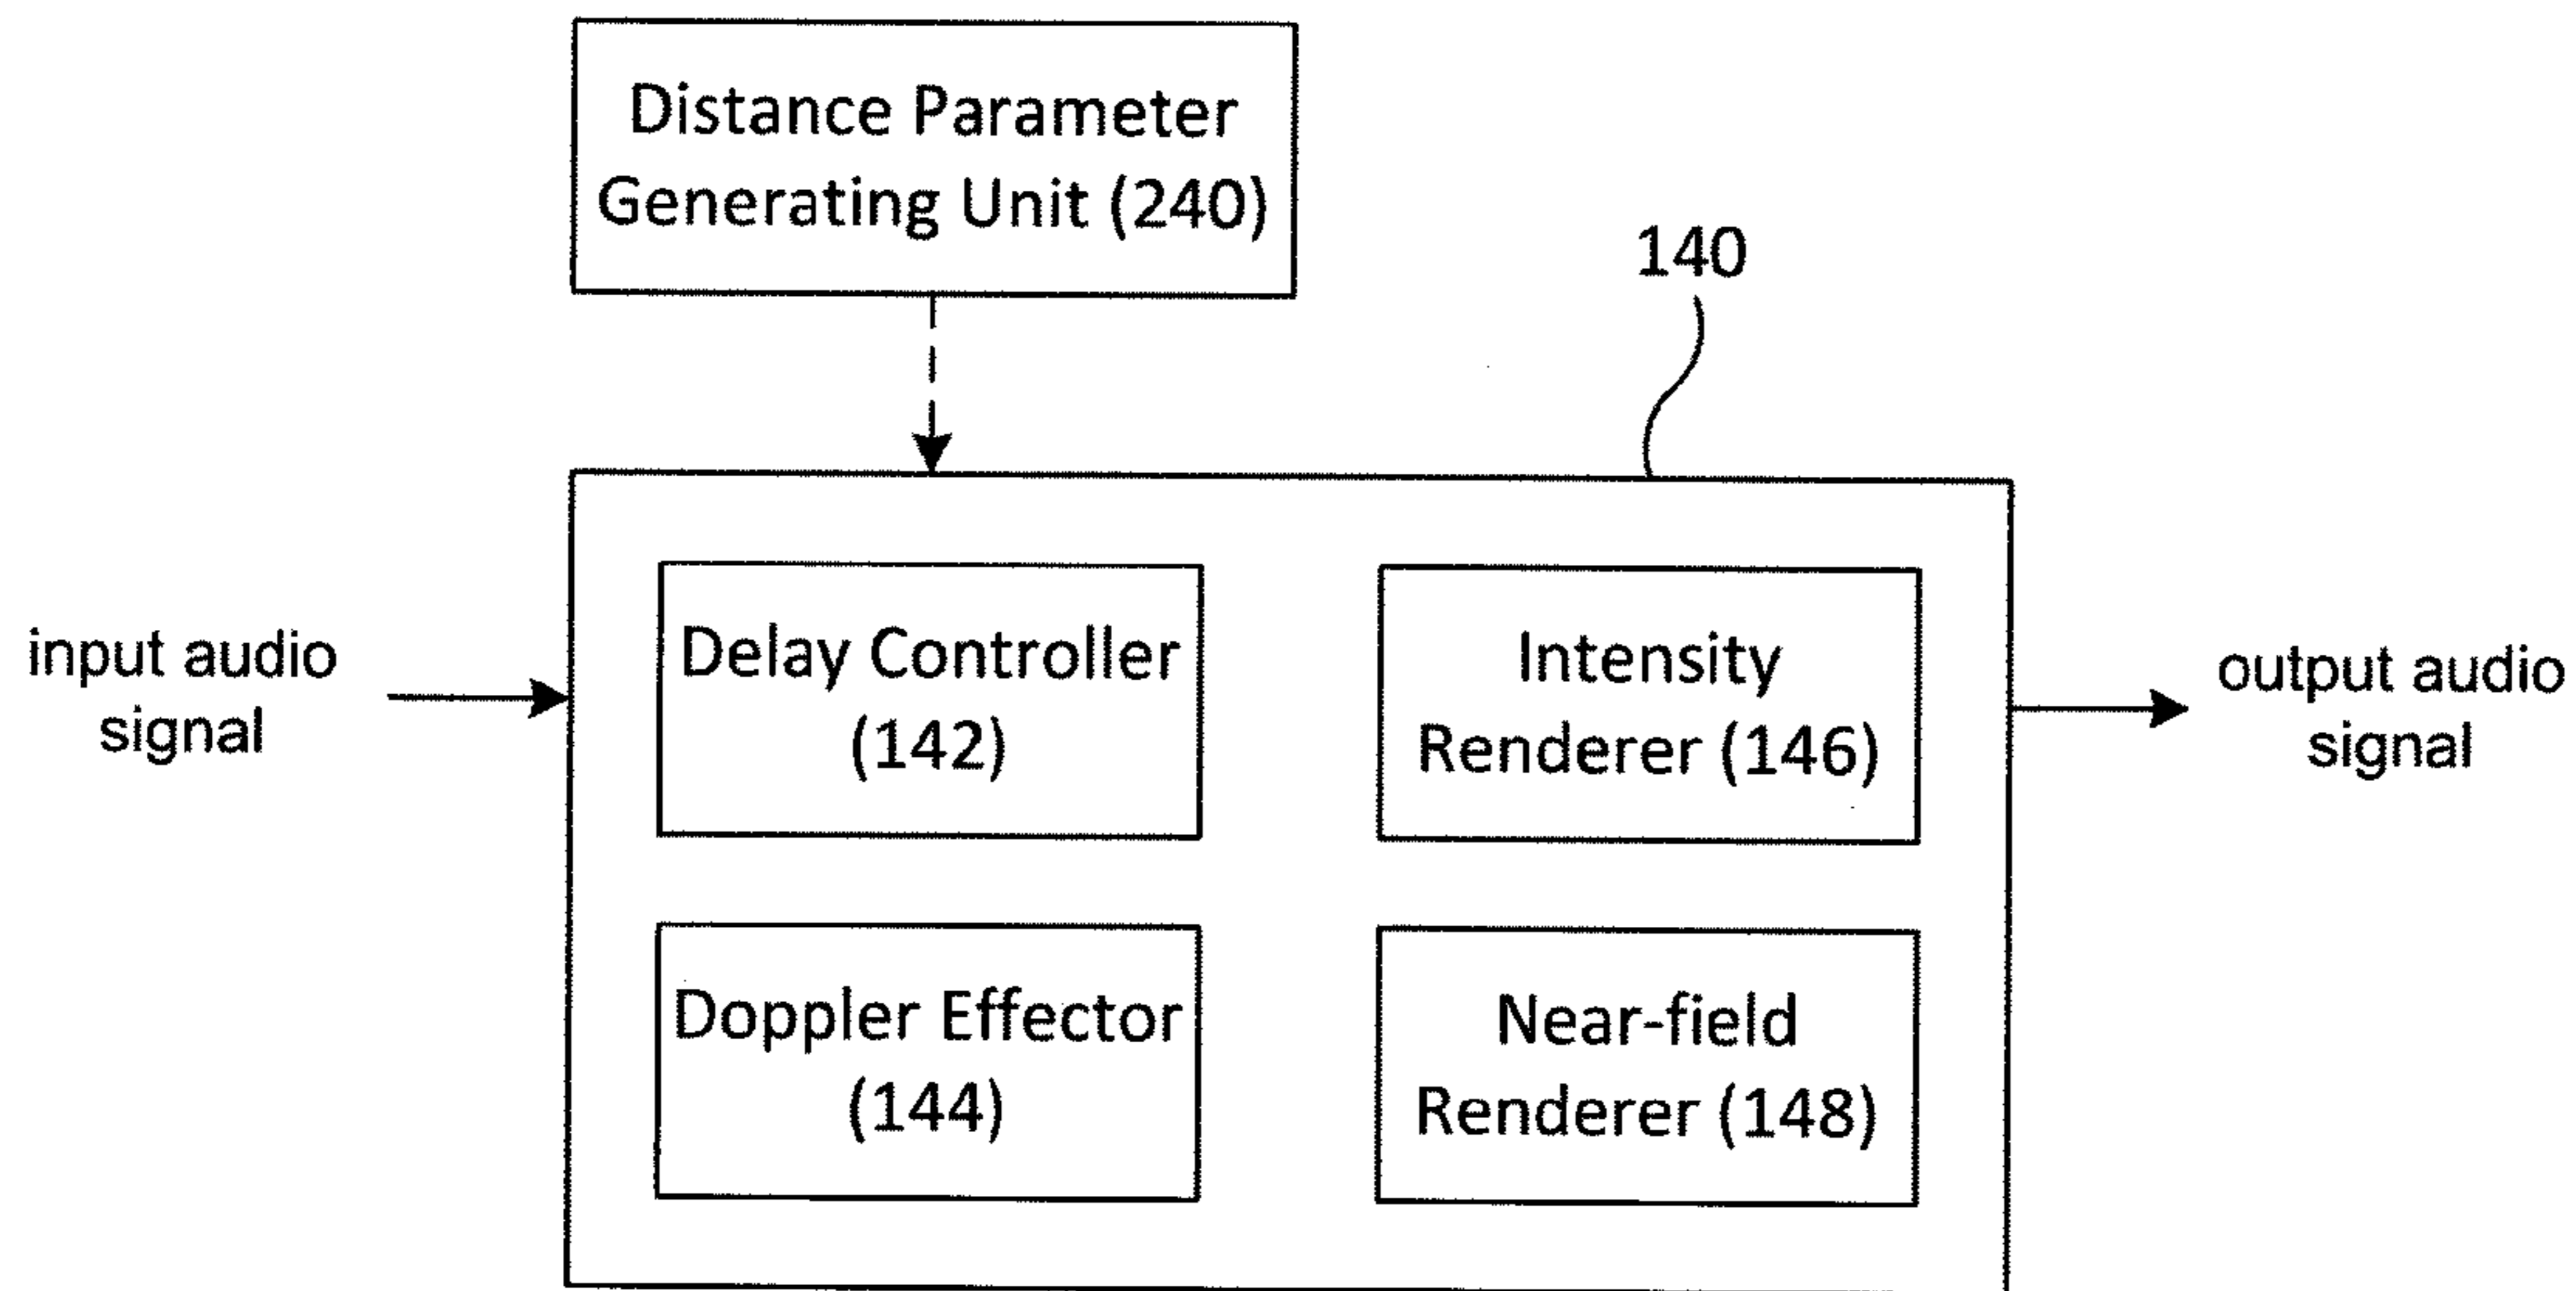 Distance Parameter
Generating Unit (240)
140
input audio
signal
Delay Controller
(142)
Intensity
Renderer (146)
output audio
signal
Doppler Effector
(144)
Near-field
Renderer (148)